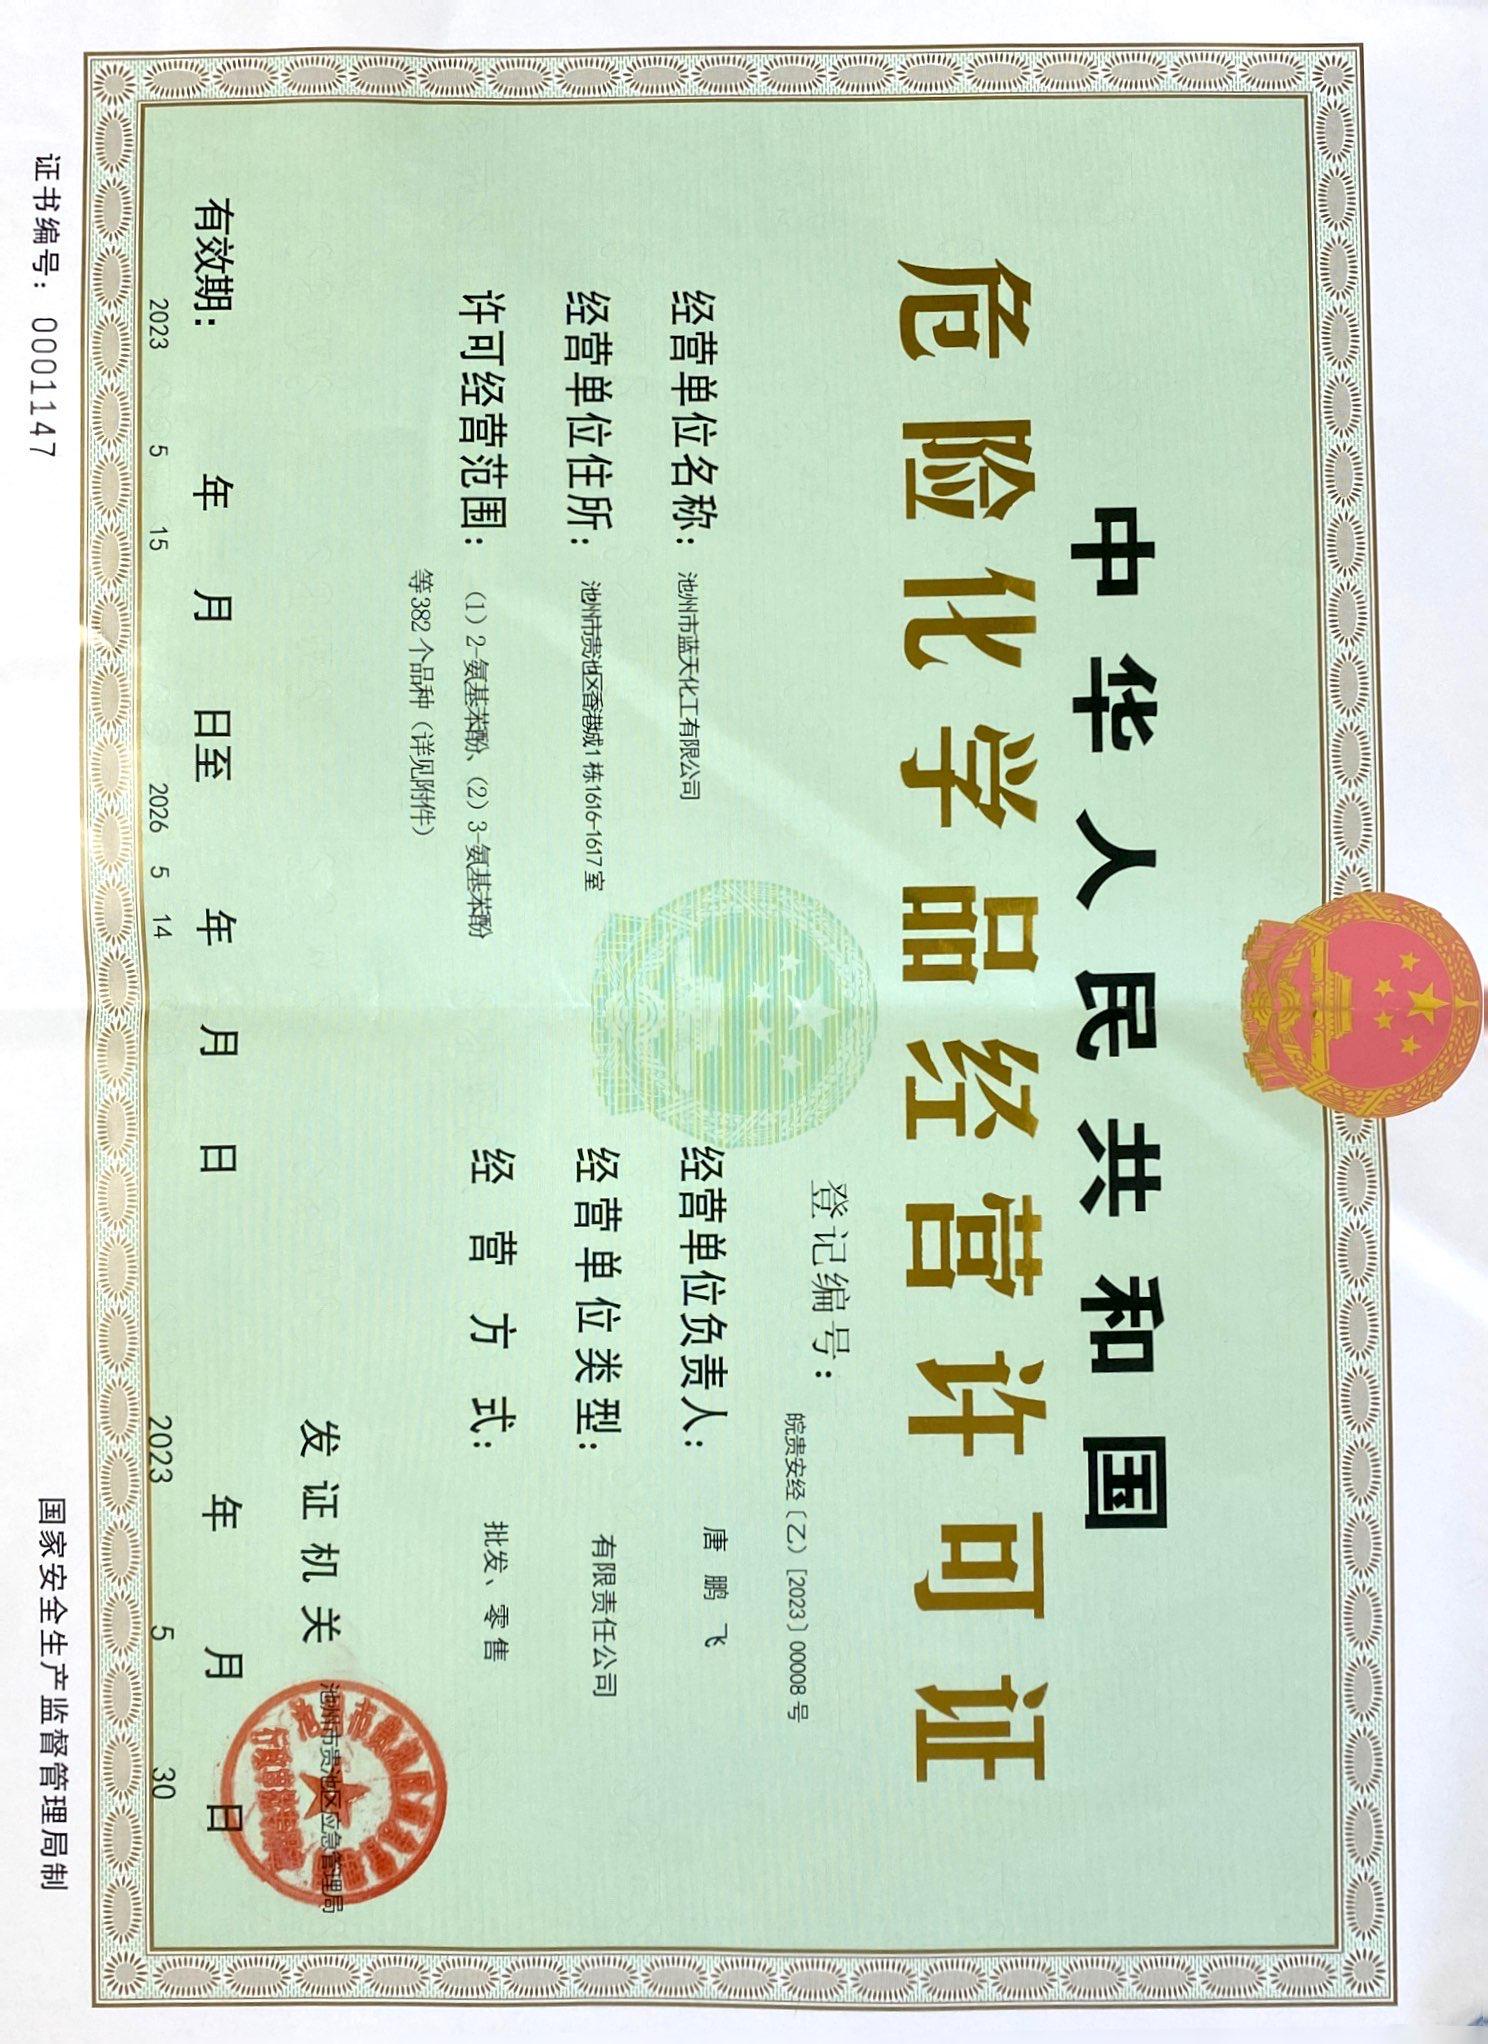 中华人民共和国
危险化学品经营许可证
登记编号：皖贵安经〔乙〕[2023〕00008号
经营单位名称：池州市蓝天化工有限公司
经营单位负责人：唐鹏飞
经营单位住所：池州市贵池区香港城1栋1616-1617室
经营单位类型：有限责任公司
许可经营范围：（1）2-氨基苯酚、（2）3-氨基苯酚
等382个品种（详见附件）
经营方式：批发、零售
发证机关
池州市贵池区应急管理局
有效期：2023年5月15日至2026年5月14日
2023年5月30日
证书编号：0001147
国家安全生产监督管理局制